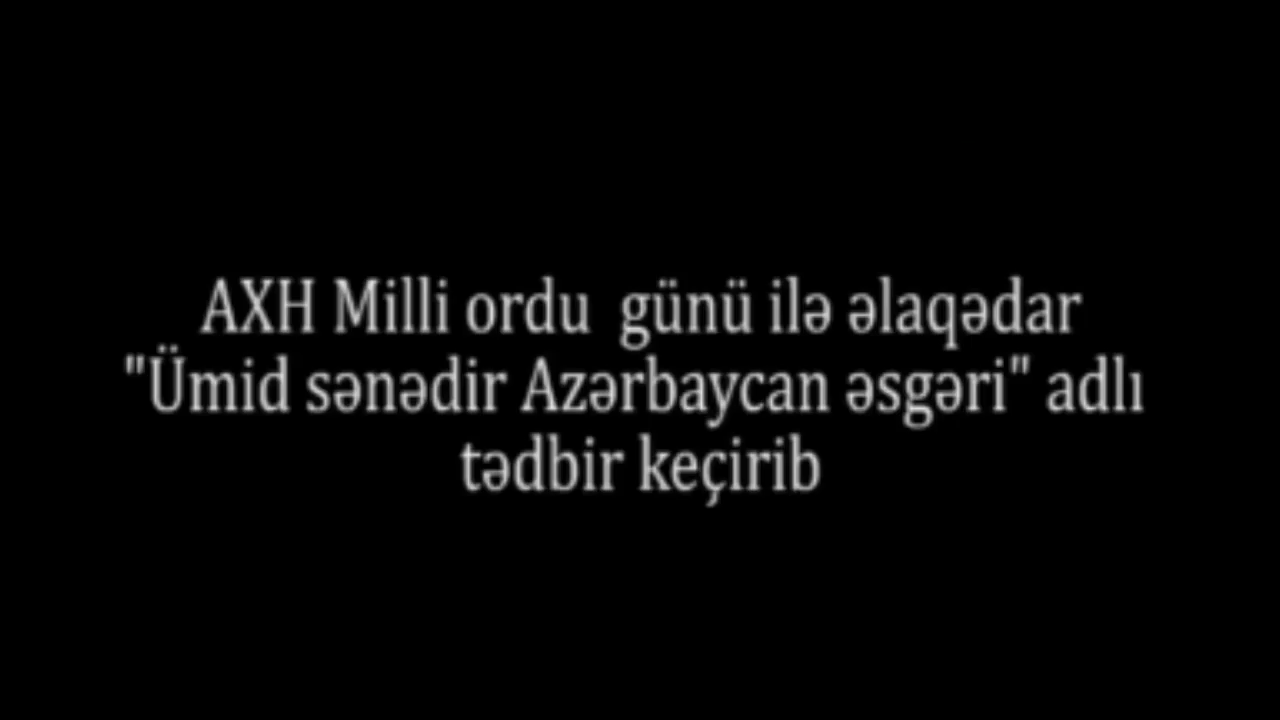 AXH Milli ordu  günü ilə əlaqədar
"Ümid sənədir Azərbaycan əsgəri" adlı
tədbir keçirib